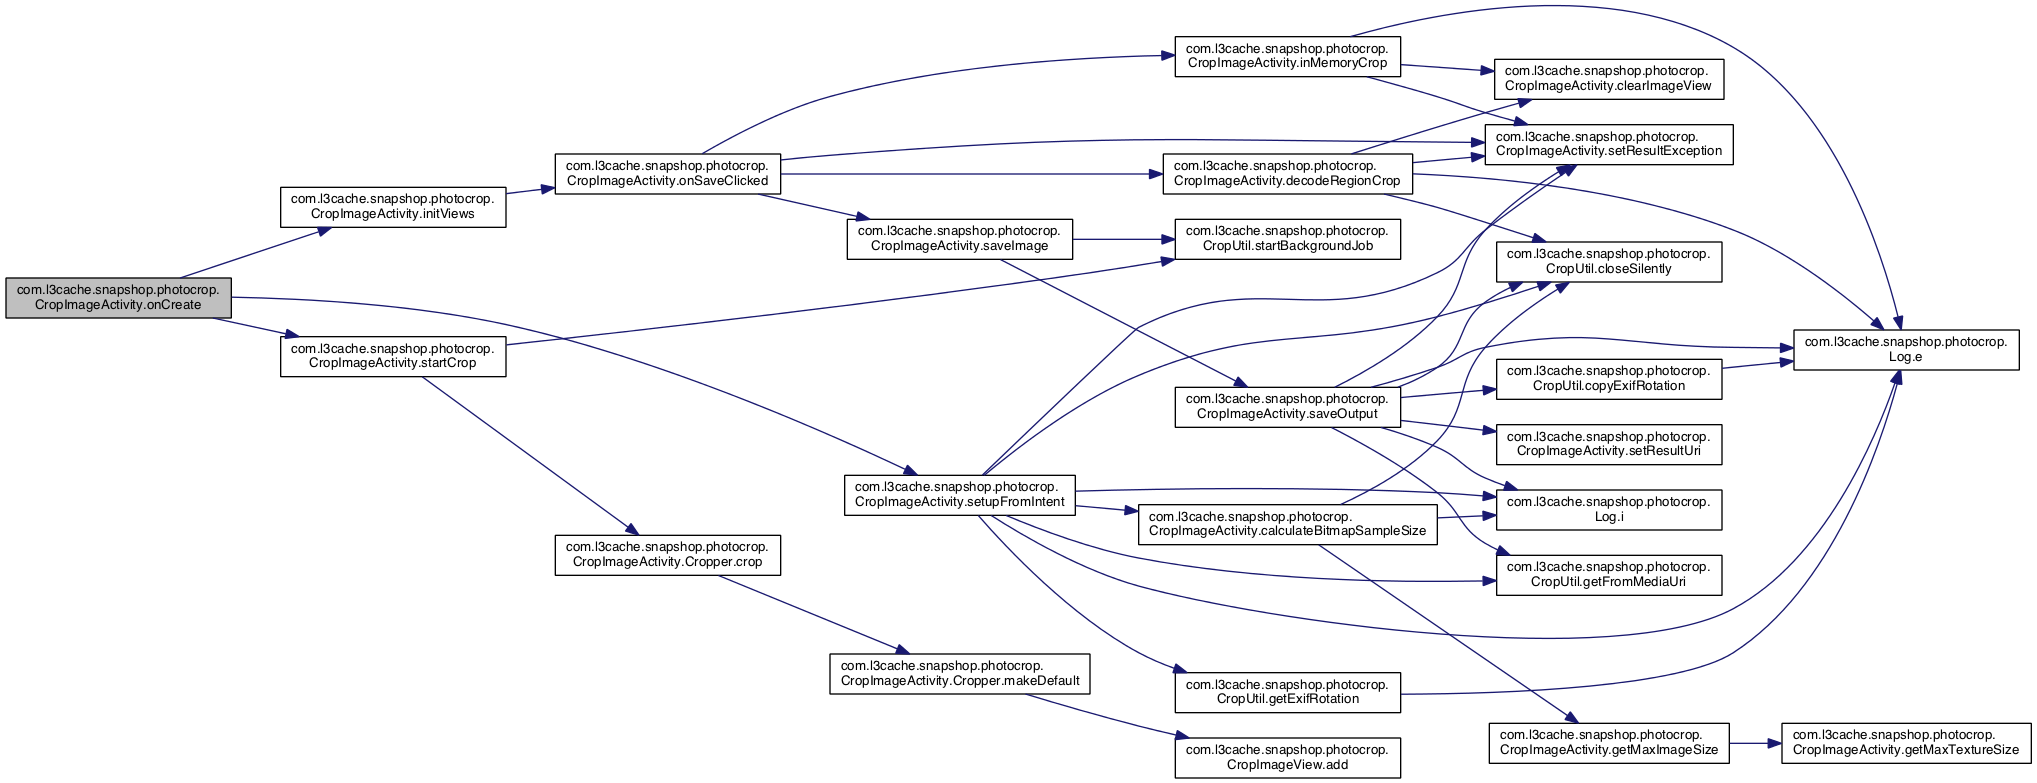 com.l3cache.snapshop.photocrop.
CropImageActivity.onCreate
com.l3cache.snapshop.photocrop.
CropImageActivity.initViews
com.l3cache.snapshop.photocrop.
CropImageActivity.startCrop
com.l3cache.snapshop.photocrop.
CropImageActivity.onSaveClicked
com.l3cache.snapshop.photocrop.
CropImageActivity.Cropper.crop
com.l3cache.snapshop.photocrop.
CropImageActivity.saveImage
com.l3cache.snapshop.photocrop.
CropImageActivity.setupFromIntent
com.l3cache.snapshop.photocrop.
CropImageActivity.Cropper.makeDefault
com.l3cache.snapshop.photocrop.
CropImageActivity.inMemoryCrop
com.l3cache.snapshop.photocrop.
CropImageActivity.decodeRegionCrop
com.l3cache.snapshop.photocrop.
CropUtil.startBackgroundJob
com.l3cache.snapshop.photocrop.
CropImageActivity.saveOutput
com.l3cache.snapshop.photocrop.
CropImageActivity.calculateBitmapSampleSize
com.l3cache.snapshop.photocrop.
CropUtil.getExifRotation
com.l3cache.snapshop.photocrop.
CropImageView.add
com.l3cache.snapshop.photocrop.
CropImageActivity.clearImageView
com.l3cache.snapshop.photocrop.
CropImageActivity.setResultException
com.l3cache.snapshop.photocrop.
CropUtil.closeSilently
com.l3cache.snapshop.photocrop.
CropUtil.copyExifRotation
com.l3cache.snapshop.photocrop.
CropImageActivity.setResultUri
com.l3cache.snapshop.photocrop.
Log.i
com.l3cache.snapshop.photocrop.
CropUtil.getFromMediaUri
com.l3cache.snapshop.photocrop.
CropImageActivity.getMaxImageSize
com.l3cache.snapshop.photocrop.
Log.e
com.l3cache.snapshop.photocrop.
CropImageActivity.getMaxTextureSize